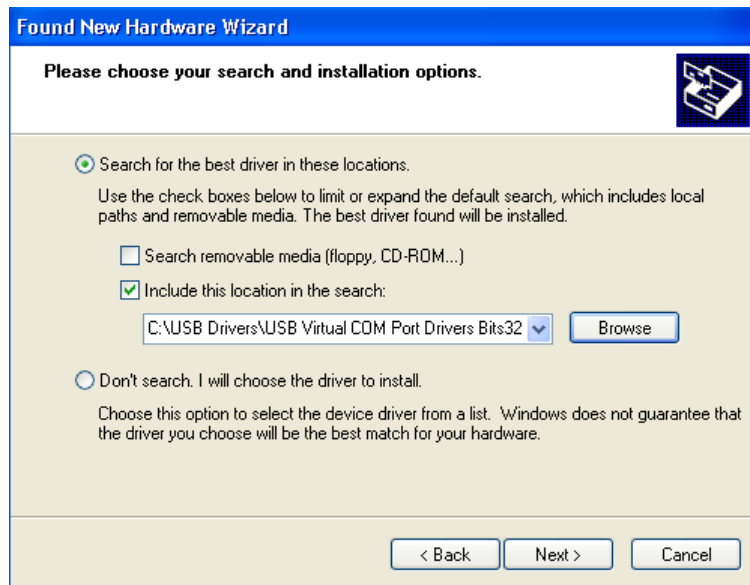 Found New Hardware Wizard
Please choose your search and installation options.
Search for the best driver in these locations.
Use the check boxes below to limit or expand the default search, which includes local
paths and removable media. The best driver found will be installed.
Search removable media (floppy, CD-ROM...)
Include this location in the search:
C:\USB Drivers\USB Virtual COM Port Drivers Bits32
Browse
Don't search. I will choose the driver to install.
Choose this option to select the device driver from a list. Windows does not guarantee that
the driver you choose will be the best match for your hardware.
< Back Next > Cancel